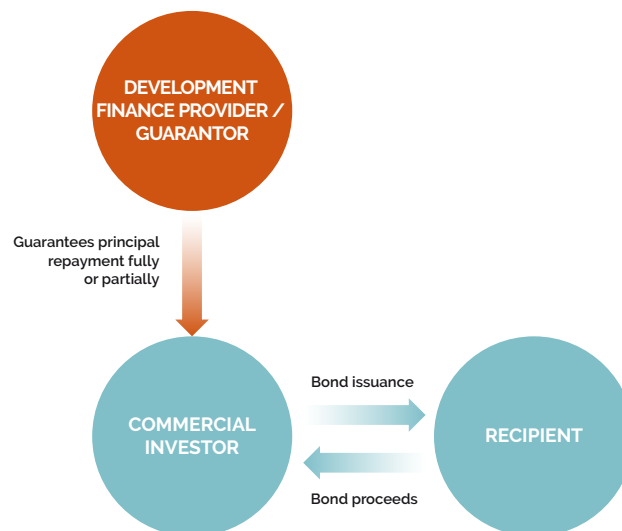 DEVELOPMENT
FINANCE PROVIDER /
GUARANTOR
Guarantees principal
repayment fully
or partially
Bond issuance
COMMERCIAL
INVESTOR
RECIPIENT
Bond proceeds